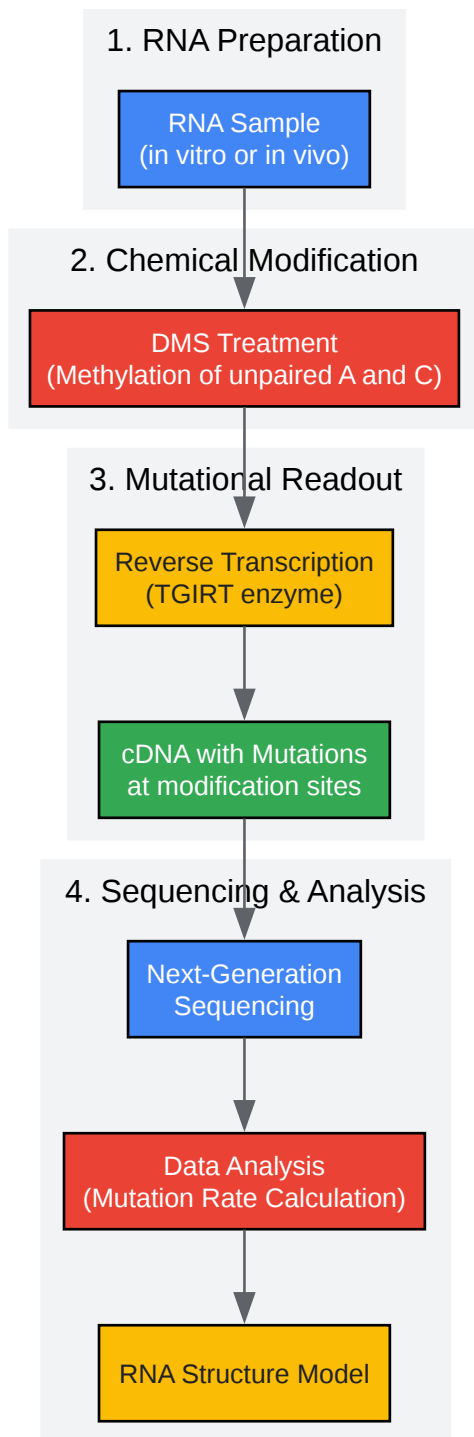 1. RNA Preparation
RNA Sample
(in vitro or in vivo)
2. Chemical Modification
DMS Treatment
(Methylation of unpaired A and C)
3. Mutational Readout
Reverse Transcription
(TGIRT enzyme)
cDNA with Mutations
at modification sites
4. Sequencing & Analysis
Next-Generation
Sequencing
Data Analysis
(Mutation Rate Calculation)
RNA Structure Model